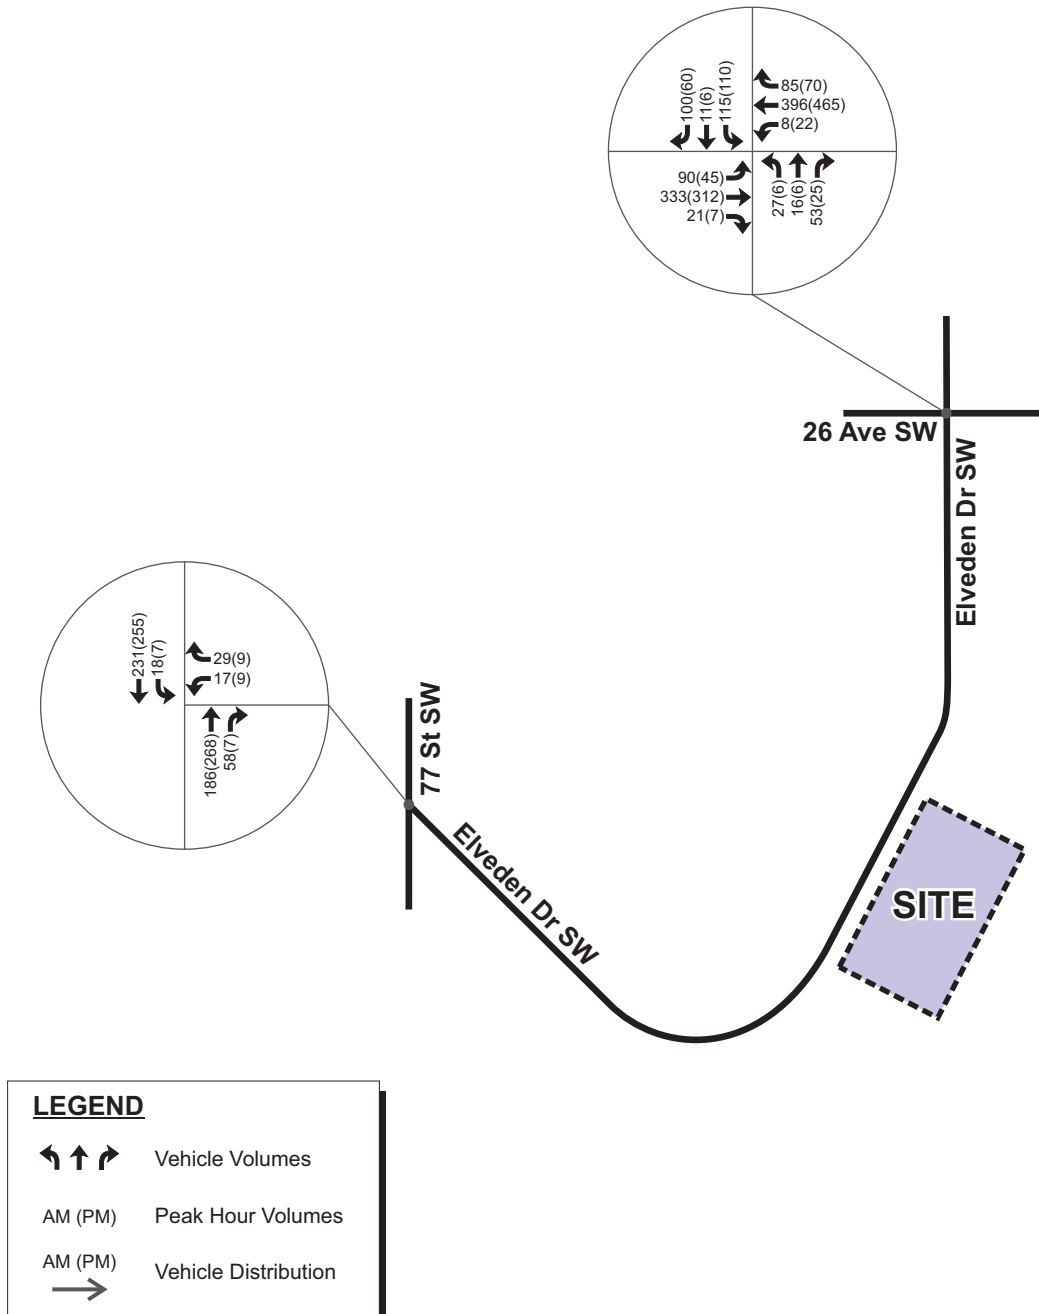 100(60)
11(6)
115(110)
85(70)
396(465)
8(22)
90(45)
333(312)
21(7)
27(6)
16(6)
53(25)
26 Ave SW
Elveden Dr SW
231(255)
18(7)
29(9)
17(9)
186(268)
58(7)
77 St SW
Elveden Dr SW
SITE
LEGEND
Vehicle Volumes
AM (PM) Peak Hour Volumes
AM (PM)
Vehicle Distribution